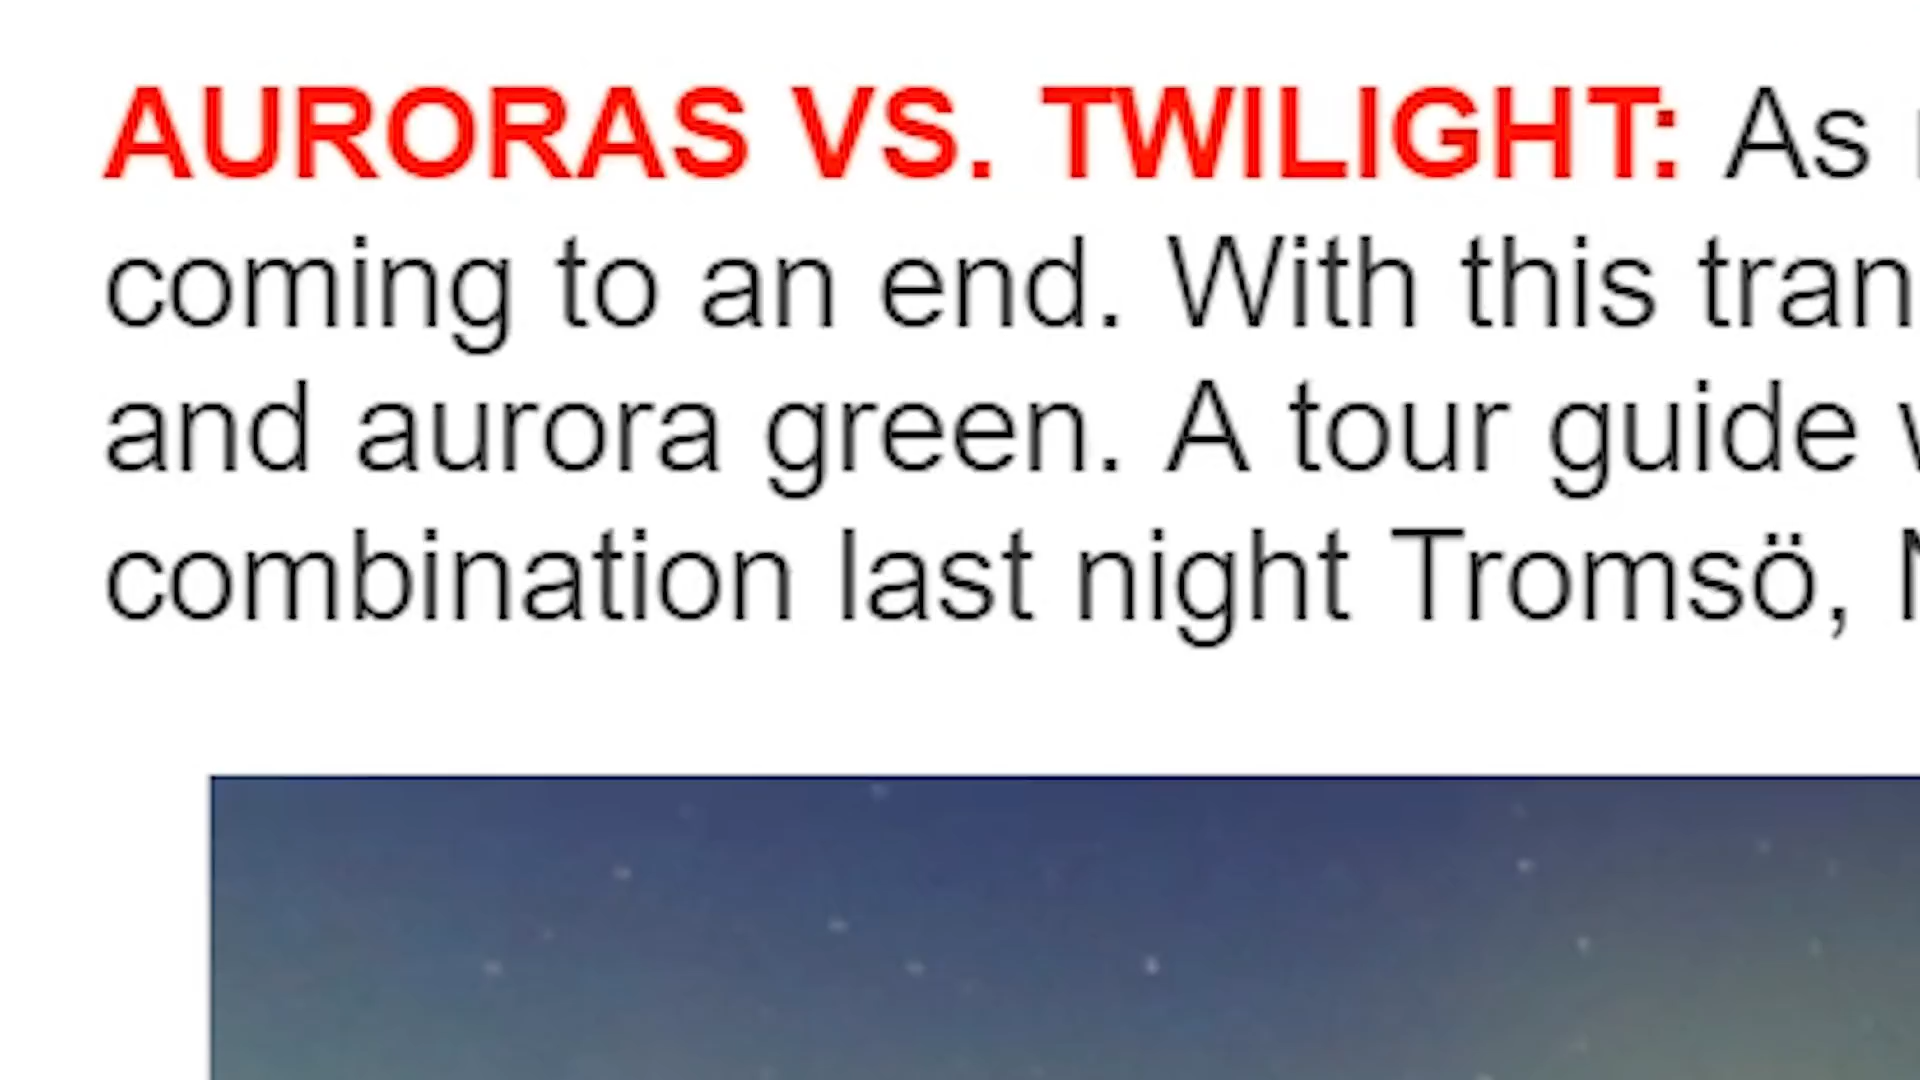 AURORAS VS. TWILIGHT: As
coming to an end. With this tran
and aurora green. A tour guide
combination last night Tromsö,